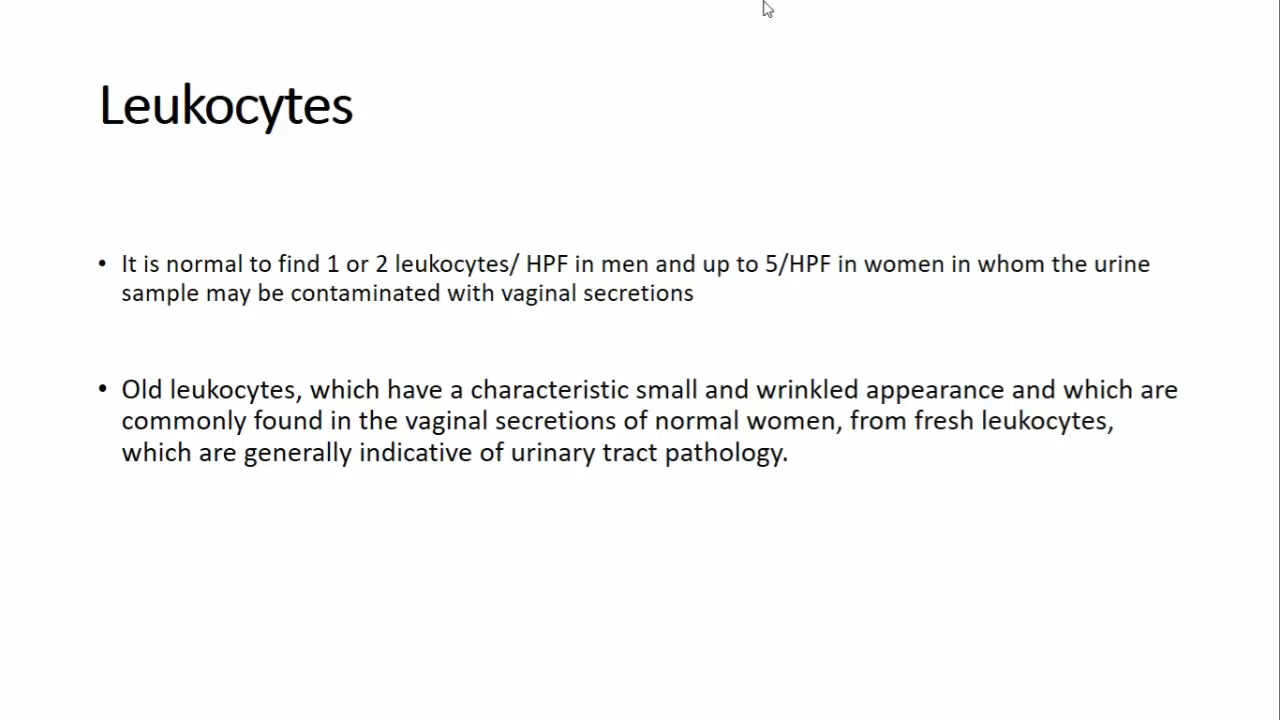 Leukocytes
• It is normal to find 1 or 2 leukocytes/ HPF in men and up to 5/HPF in women in whom the urine
sample may be contaminated with vaginal secretions
• Old leukocytes, which have a characteristic small and wrinkled appearance and which are
commonly found in the vaginal secretions of normal women, from fresh leukocytes,
which are generally indicative of urinary tract pathology.